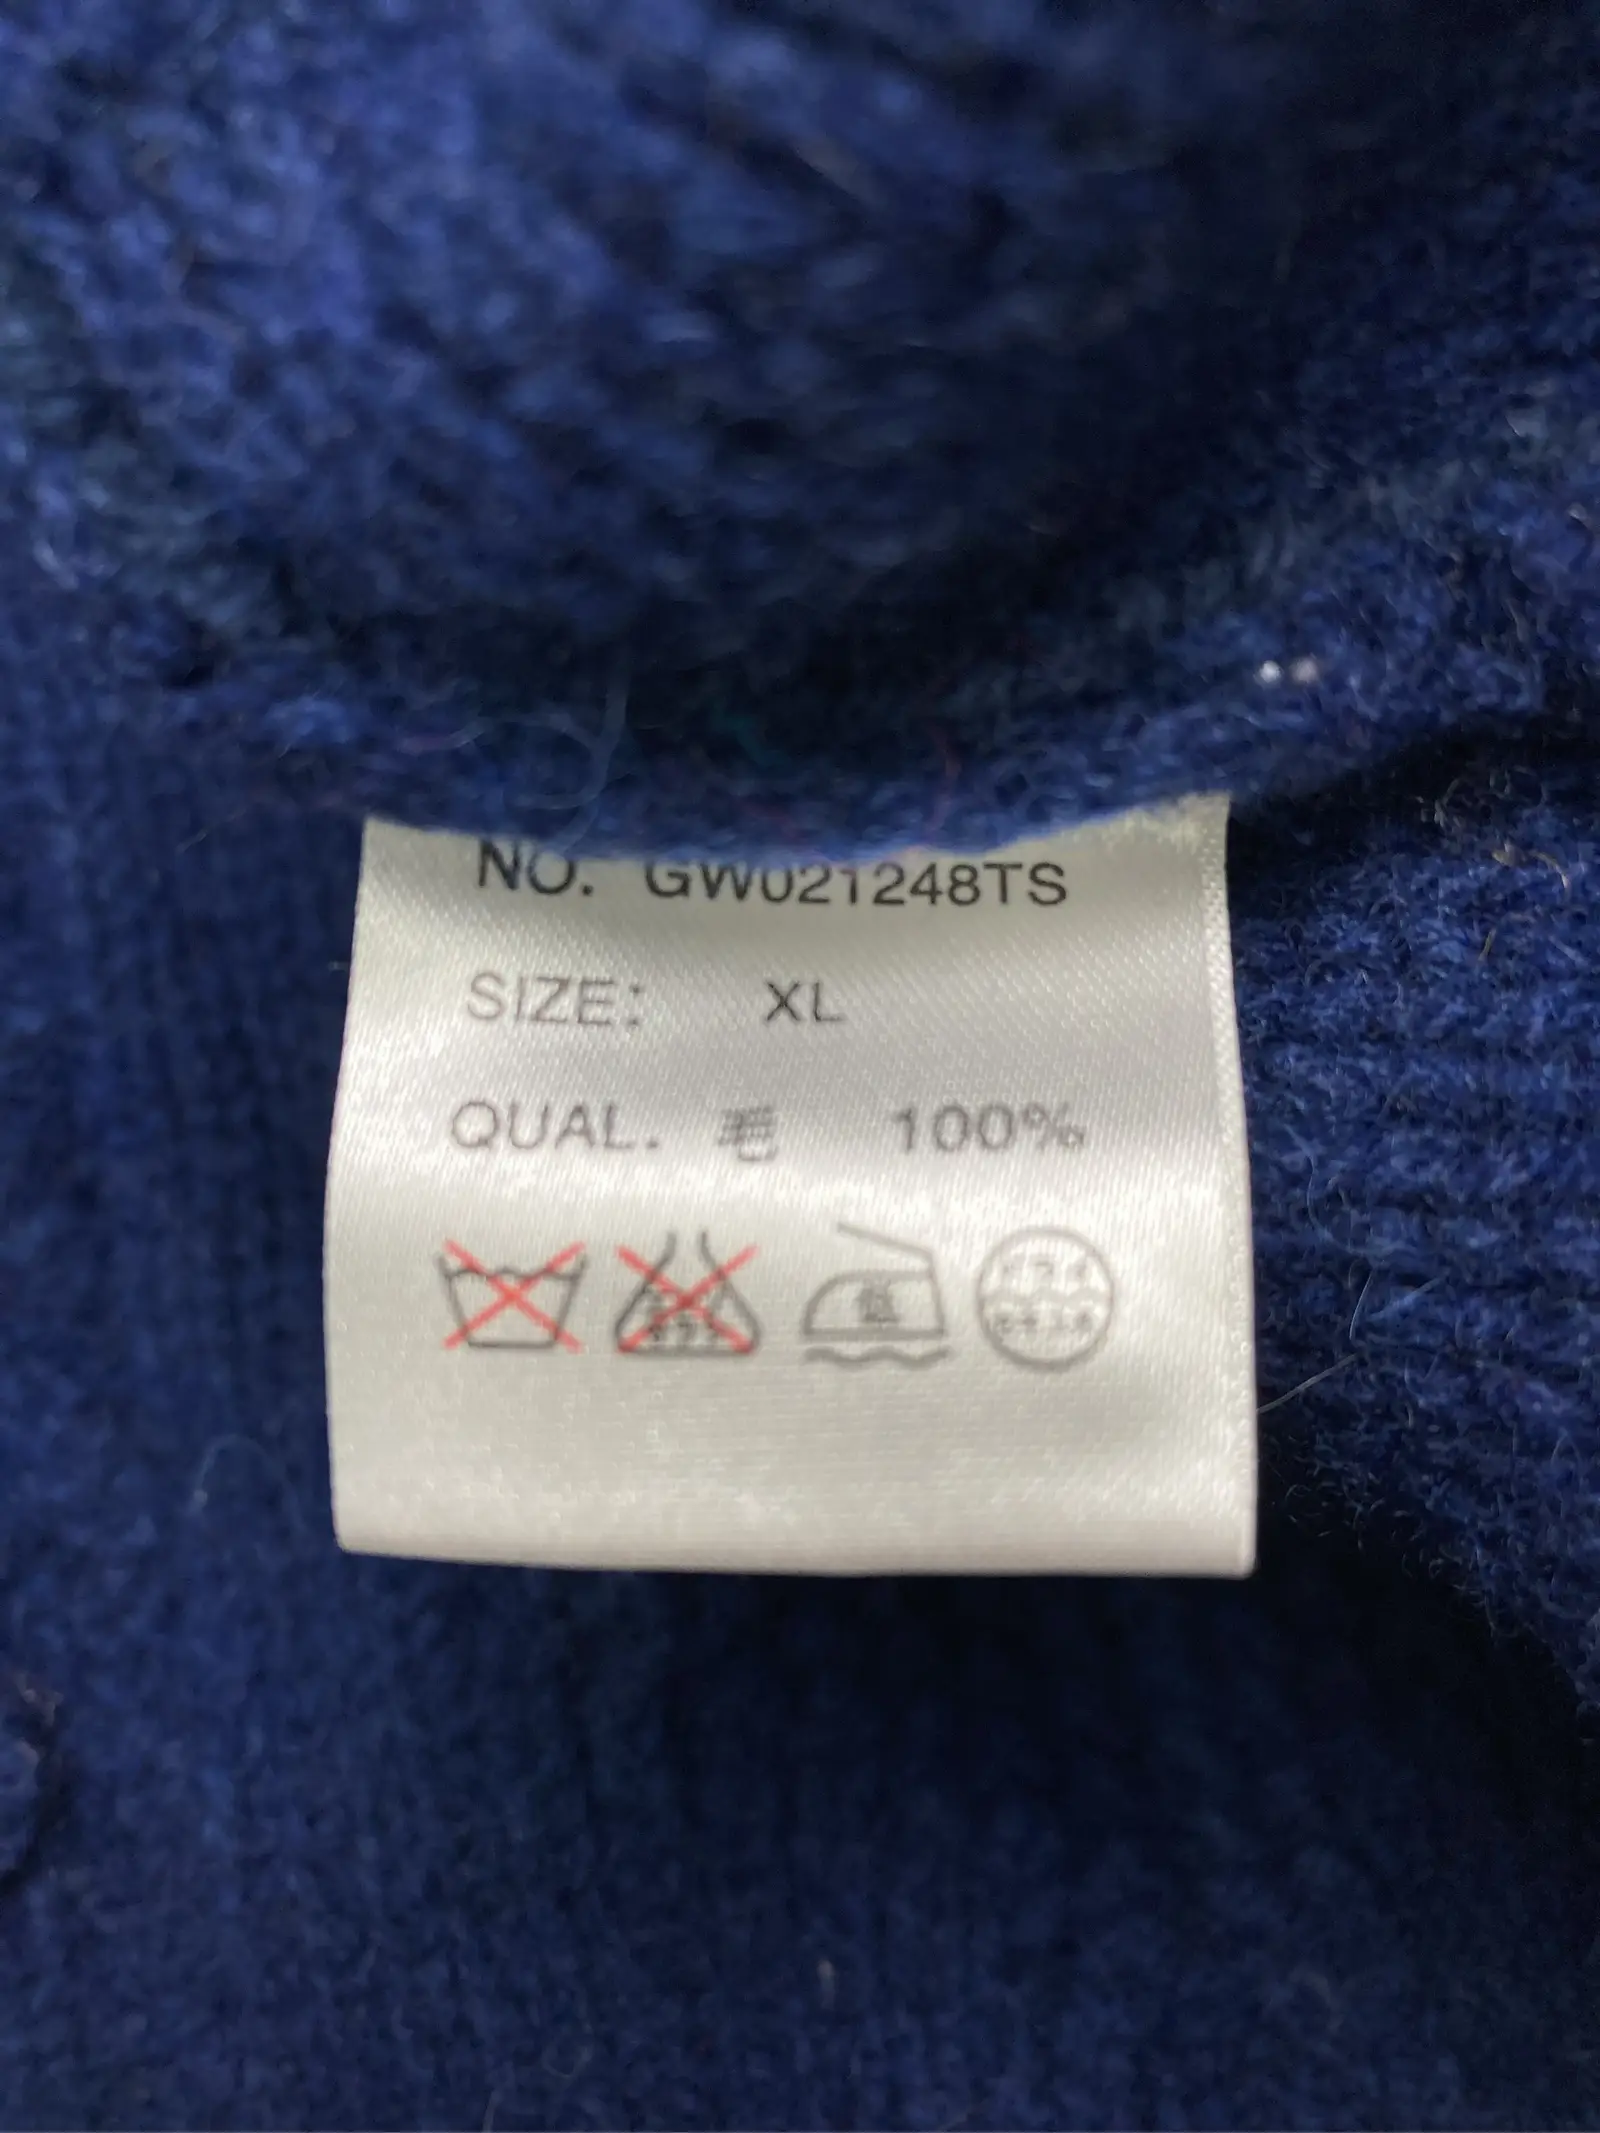 NO. GW021248TS
SIZE: XL
QUAL. 毛 100%